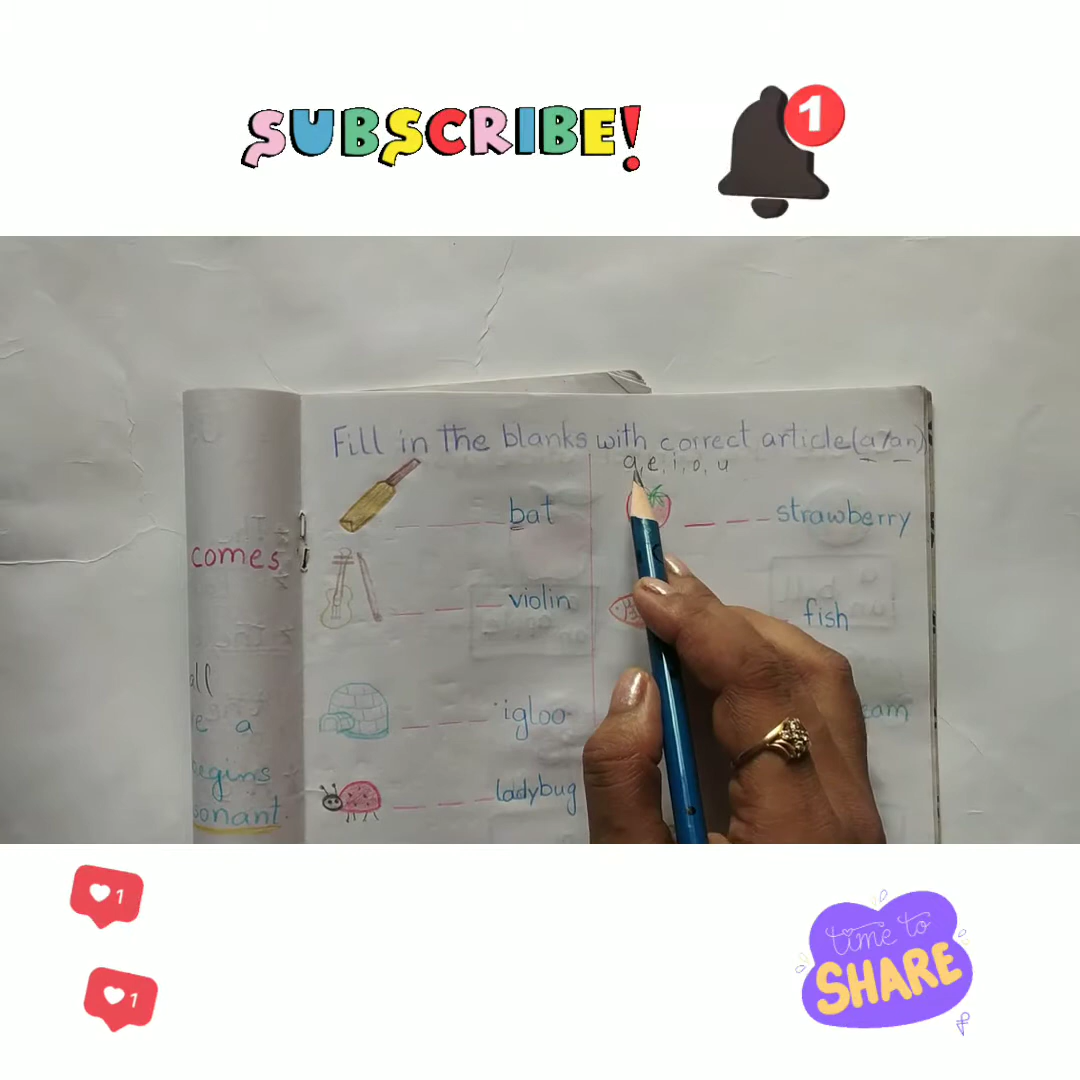 SUBSCRIBE!
1
Fill in the blanks with correct article (a/an)
a, e, i, o, u
bat
strawberry
comes
violin
fish
igloo
e a
ladybug
sonant
1
1
time to
SHARE